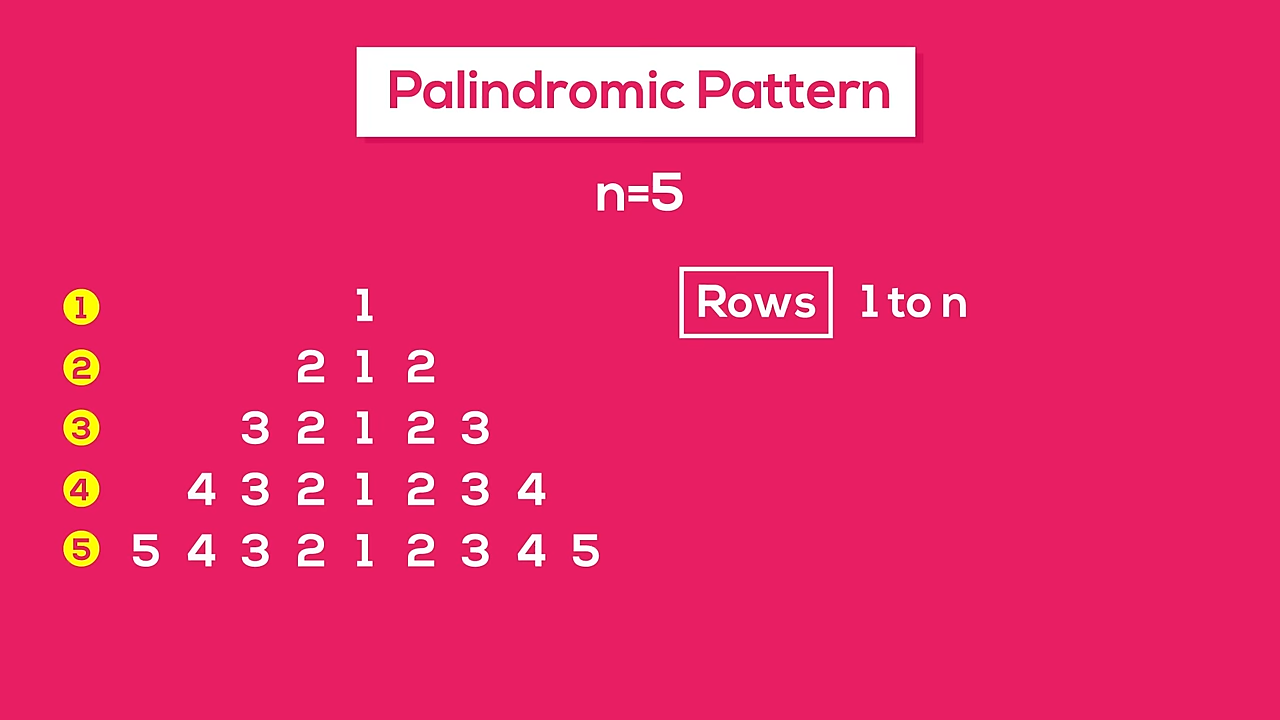 Palindromic Pattern
n=5
1 1
2 2 1 2
3 3 2 1 2 3
4 4 3 2 1 2 3 4
5 5 4 3 2 1 2 3 4 5
Rows 1 to n